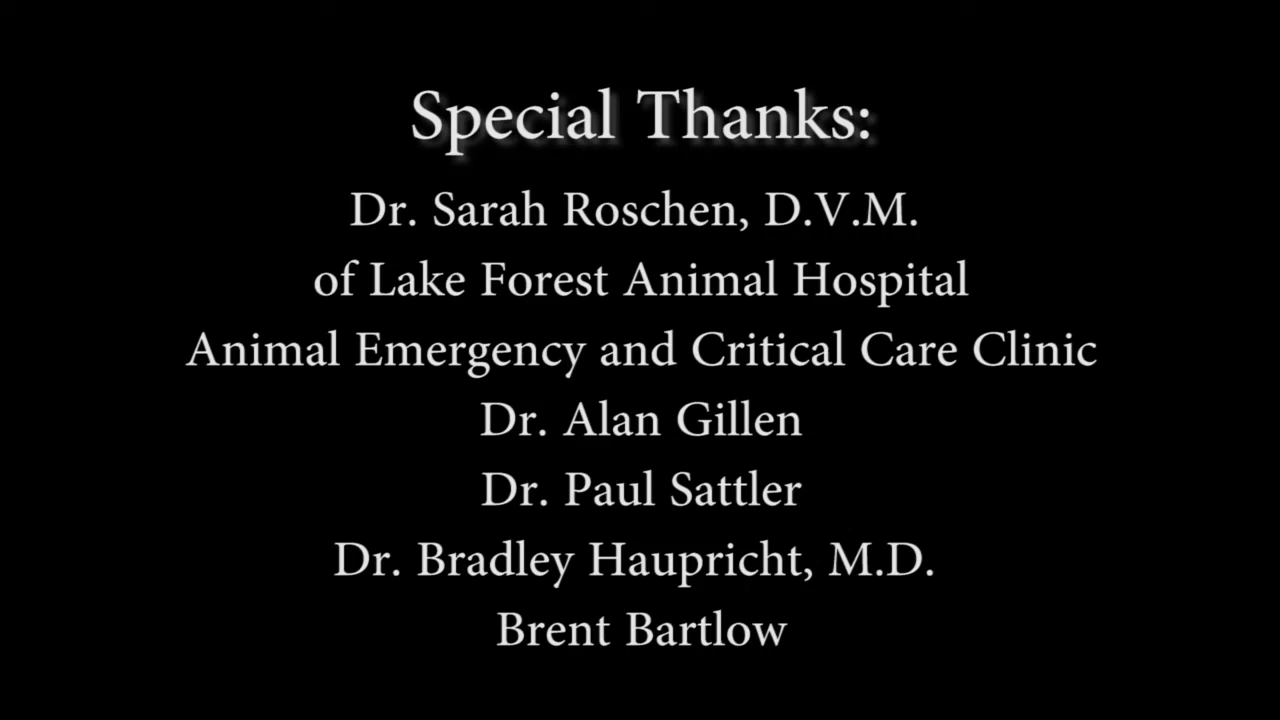 Special Thanks:
Dr. Sarah Roschen, D.V.M.
of Lake Forest Animal Hospital
Animal Emergency and Critical Care Clinic
Dr. Alan Gillen
Dr. Paul Sattler
Dr. Bradley Haupricht, M.D.
Brent Bartlow